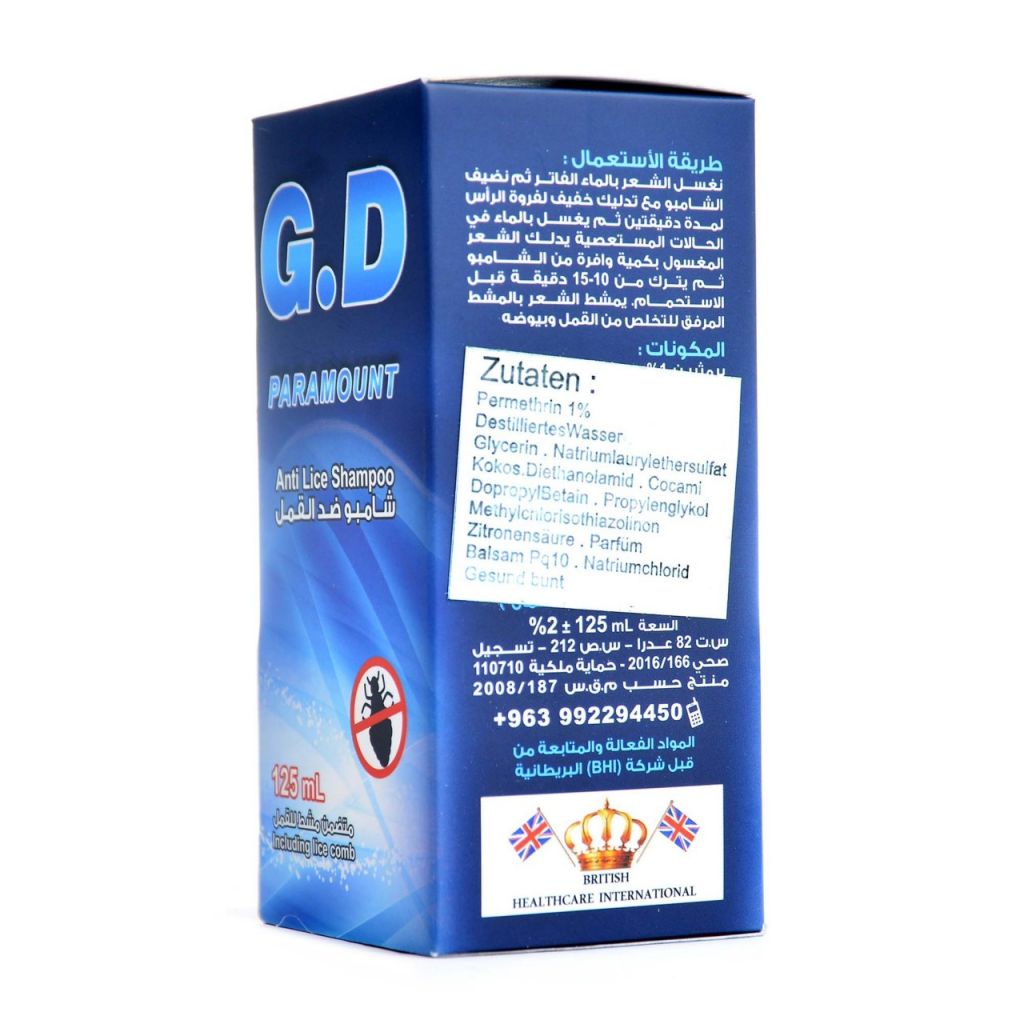 G.D
PARAMOUNT
Anti Lice Shampoo
شامبو ضد القمل
125 mL
متضمن مشط للقمل
Including lice comb
طريقة الأستعمال :
نغسل الشعر بالماء الفاتر ثم نضيف
الشامبو مع تدليك خفيف لفروة الرأس
لمدة دقيقتين ثم يغسل بالماء في
الحالات المستعصية يدلك الشعر
المغسول بكمية وافرة من الشامبو
ثم يترك من 10-15 دقيقة قبل
الاستحمام. يمشط الشعر بالمشط
المرفق للتخلص من القمل وبيوضه
المكونات :
برمثرين 1%
Zutaten :
Permethrin 1%
DestilliertesWasser .
Glycerin . Natriumlaurylethersulfat
Kokos.Diethanolamid . Cocami
DopropylSetain . Propylenglykol
Methylchlorisothiazolinon
Zitronensäure . Parfüm
Balsam Pq10 . Natriumchlorid
Gesund bunt
السعة 125 mL ± 2%
س.ت 82 عدرا - س.ص 212 - تسجيل
صحي 2016/166 - حماية ملكية 110710
منتج حسب م.ق.س 2008/187
+963 992294450
المواد الفعالة والمتابعة من
قبل شركة (BHI) البريطانية
BRITISH
HEALTHCARE INTERNATIONAL